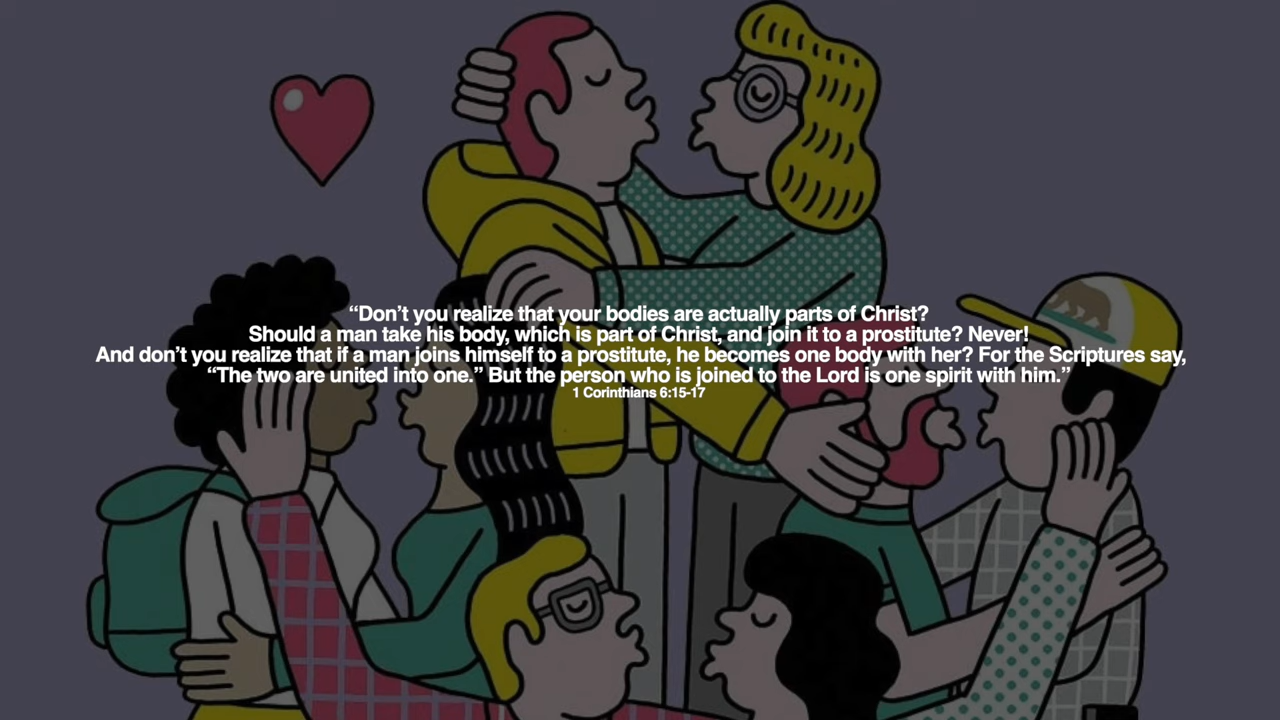 “Don’t you realize that your bodies are actually parts of Christ?
Should a man take his body, which is part of Christ, and join it to a prostitute? Never!
And don’t you realize that if a man joins himself to a prostitute, he becomes one body with her? For the Scriptures say,
“The two are united into one.” But the person who is joined to the Lord is one spirit with him.”
1 Corinthians 6:15-17